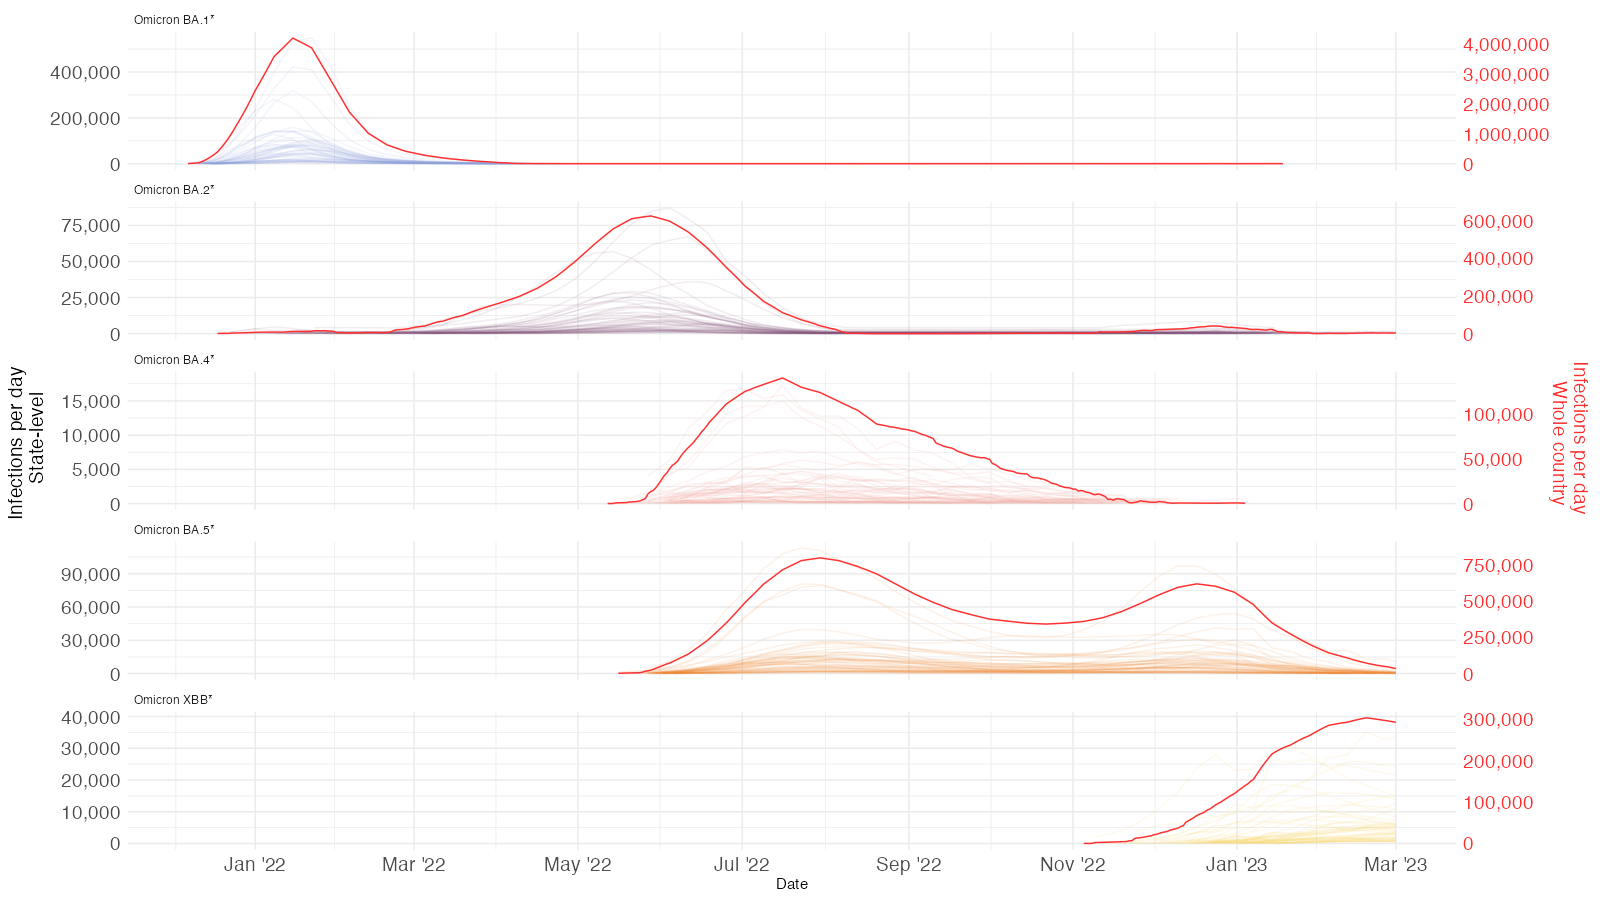 Omicron BA.1*
400,000
200,000
0
4,000,000
3,000,000
2,000,000
1,000,000
0
Omicron BA.2*
75,000
50,000
25,000
0
600,000
400,000
200,000
0
Omicron BA.4*
15,000
10,000
5,000
0
100,000
50,000
0
Omicron BA.5*
90,000
60,000
30,000
0
750,000
500,000
250,000
0
Omicron XBB*
40,000
30,000
20,000
10,000
0
300,000
200,000
100,000
0
Infections per day
State-level
Infections per day
Whole country
Jan '22
Mar '22
May '22
Jul '22
Sep '22
Nov '22
Jan '23
Mar '23
Date